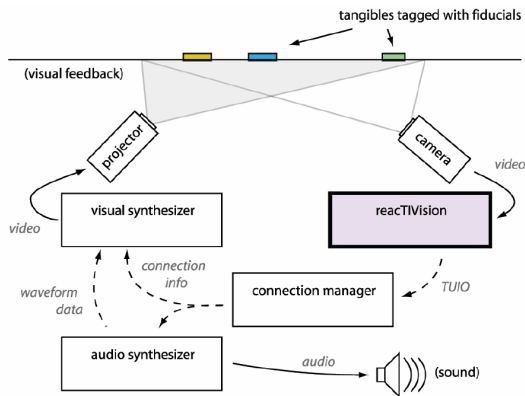 tangibles tagged with fiducials
(visual feedback)
projector
camera
video
video
visual synthesizer
reacTIVision
connection
info
TUIO
waveform
data
connection manager
audio synthesizer
audio
(sound)